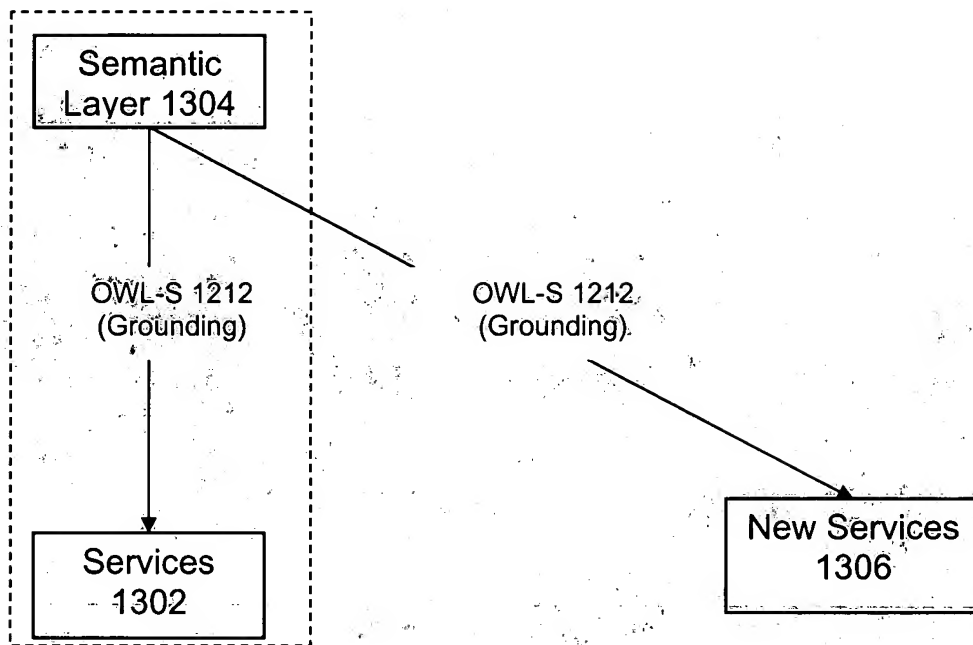 Semantic
Layer 1304
OWL-S 1212
(Grounding)
OWL-S 1212
(Grounding)
Services
1302
New Services
1306